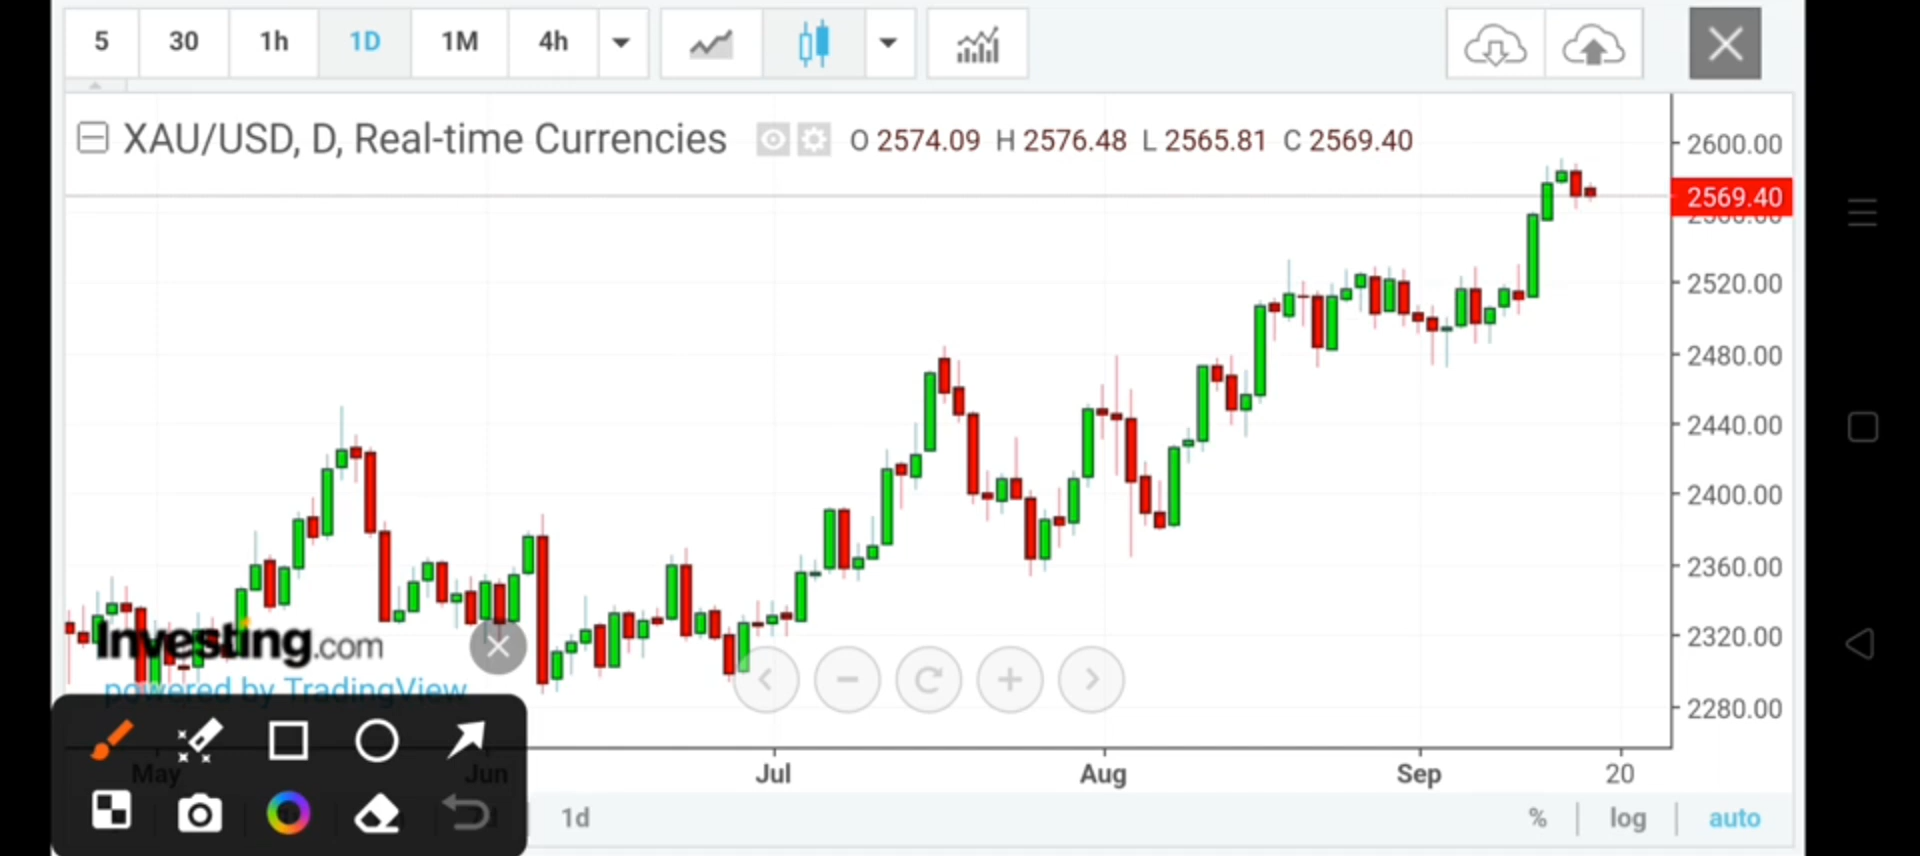 5 30 1h 1D 1M 4h
XAU/USD, D, Real-time Currencies O 2574.09 H 2576.48 L 2565.81 C 2569.40
2600.00
2569.40
2520.00
2480.00
2440.00
2400.00
2360.00
2320.00
2280.00
Investing.com
powered by TradingView
May Jun Jul Aug Sep 20
1d % log auto